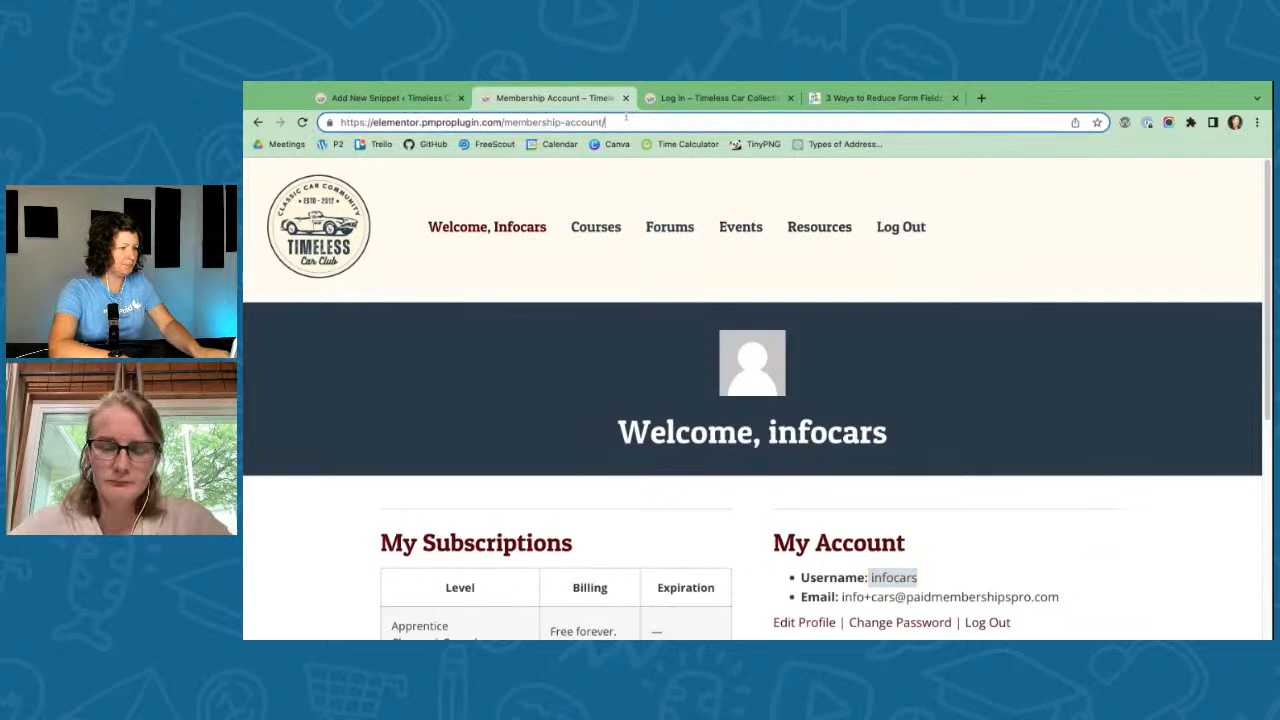 Add New Snippet ‹ Timeless C
Membership Account – Timele
Log In – Timeless Car Collecti
3 Ways to Reduce Form Fields
https://elementor.pmproplugin.com/membership-account/
Meetings
P2
Trello
GitHub
FreeScout
Calendar
Canva
Time Calculator
TinyPNG
Types of Address...
CLASSIC CAR COMMUNITY
ESTD - 2012
TIMELESS
Car Club
Welcome, Infocars
Courses
Forums
Events
Resources
Log Out
Welcome, infocars
My Subscriptions
Level
Billing
Expiration
Apprentice
Free forever.
—
My Account
• Username: infocars
• Email: info+cars@paidmembershipspro.com
Edit Profile | Change Password | Log Out